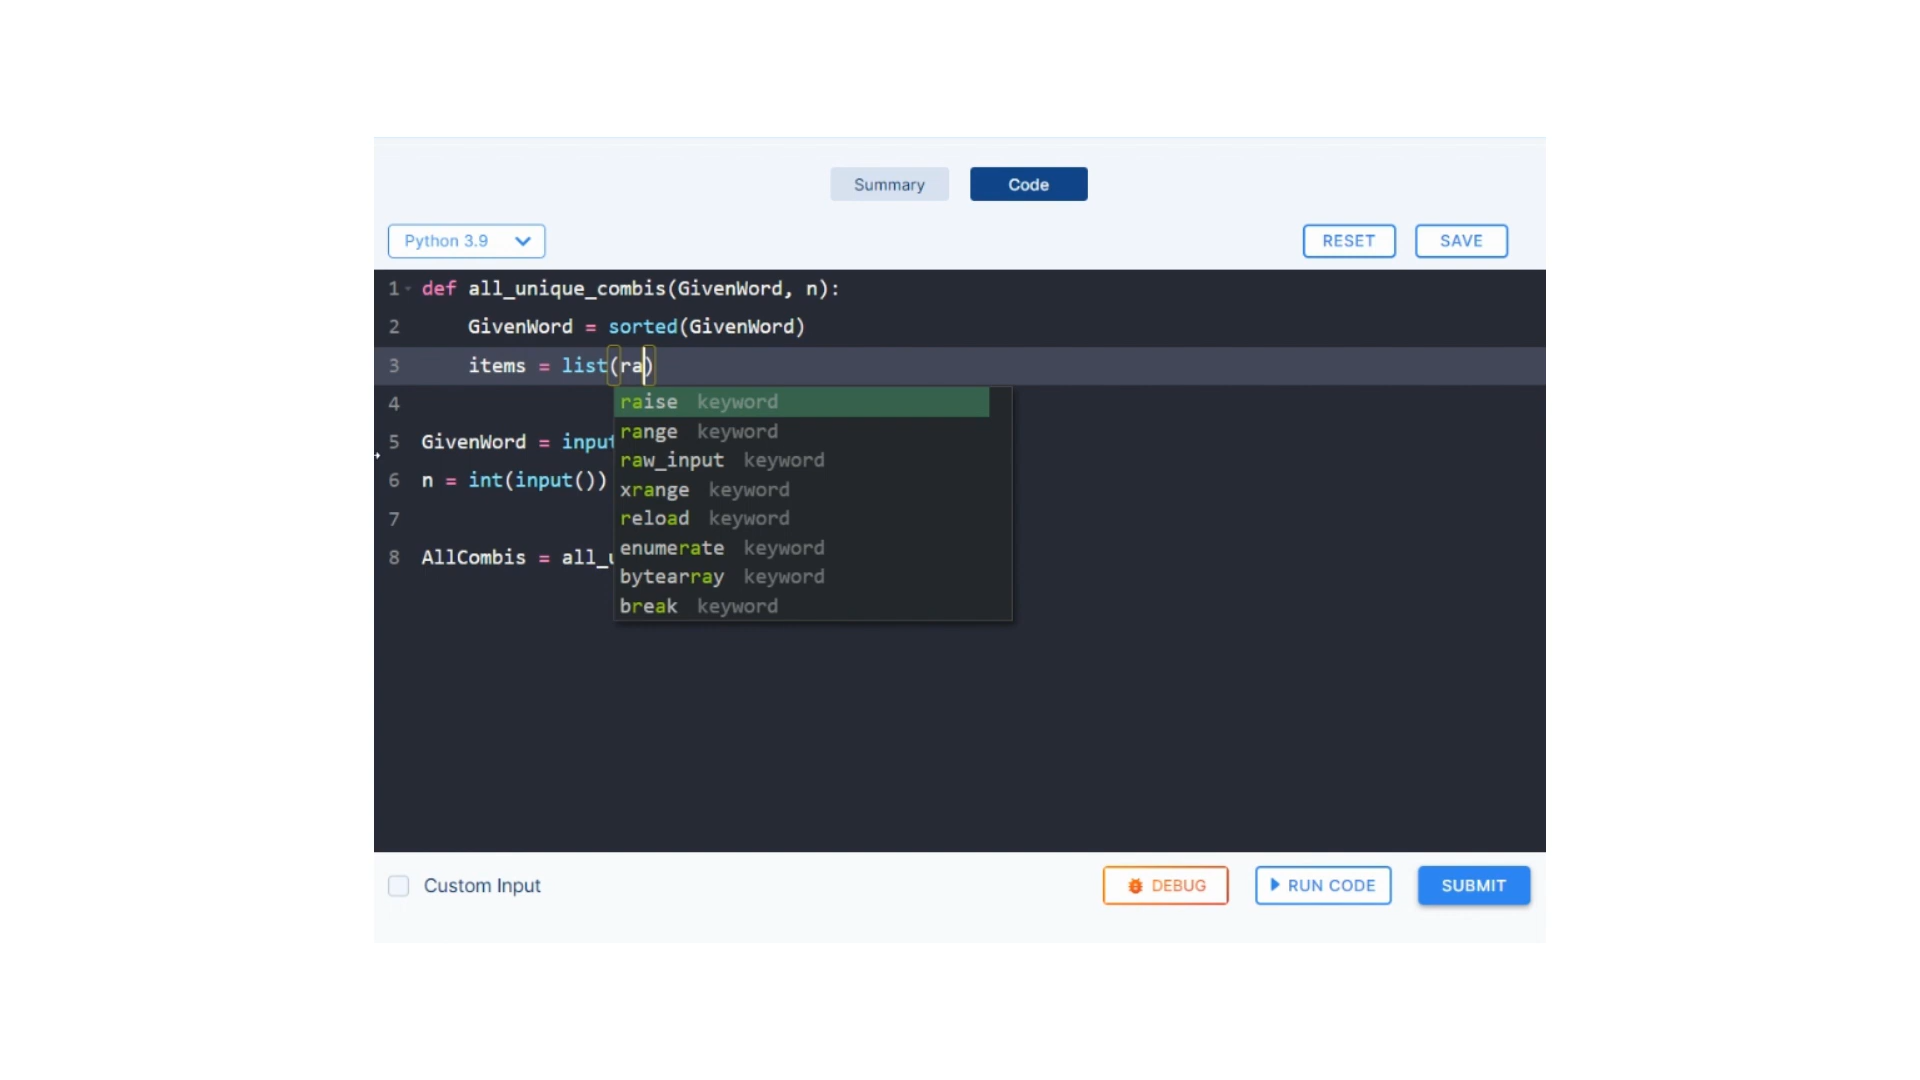 Summary Code
Python 3.9 RESET SAVE
1 def all_unique_combis(GivenWord, n):
2 GivenWord = sorted(GivenWord)
3 items = list(ra)
4 raise keyword
range keyword
5 GivenWord = input
raw_input keyword
6 n = int(input())
xrange keyword
7 reload keyword
enumerate keyword
8 AllCombis = all_u
bytearray keyword
break keyword
Custom Input DEBUG RUN CODE SUBMIT